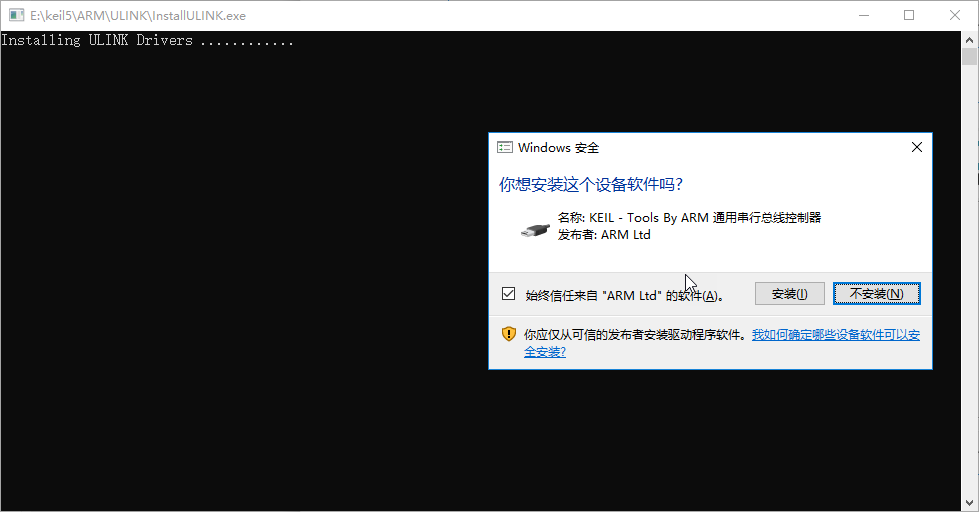 E:\keil5\ARM\ULINK\InstallULINK.exe
Installing ULINK Drivers ............
Windows 安全
你想安装这个设备软件吗?
名称: KEIL - Tools By ARM 通用串行总线控制器
发布者: ARM Ltd
始终信任来自 "ARM Ltd" 的软件(A)。
安装(I)
不安装(N)
你应仅从可信的发布者安装驱动程序软件。我如何确定哪些设备软件可以安
全安装?